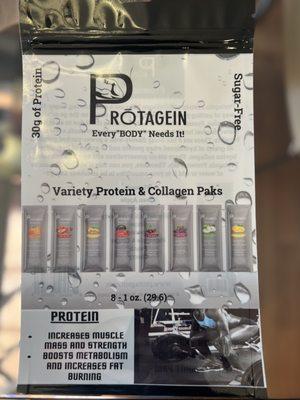 30g of Protein
Sugar-Free
PROTAGEIN
Every"BODY" Needs It!
Variety Protein & Collagen Paks
8 - 1 oz. (29.6)
PROTEIN
• INCREASES MUSCLE
MASS AND STRENGTH
• BOOSTS METABOLISM
AND INCREASES FAT
BURNING